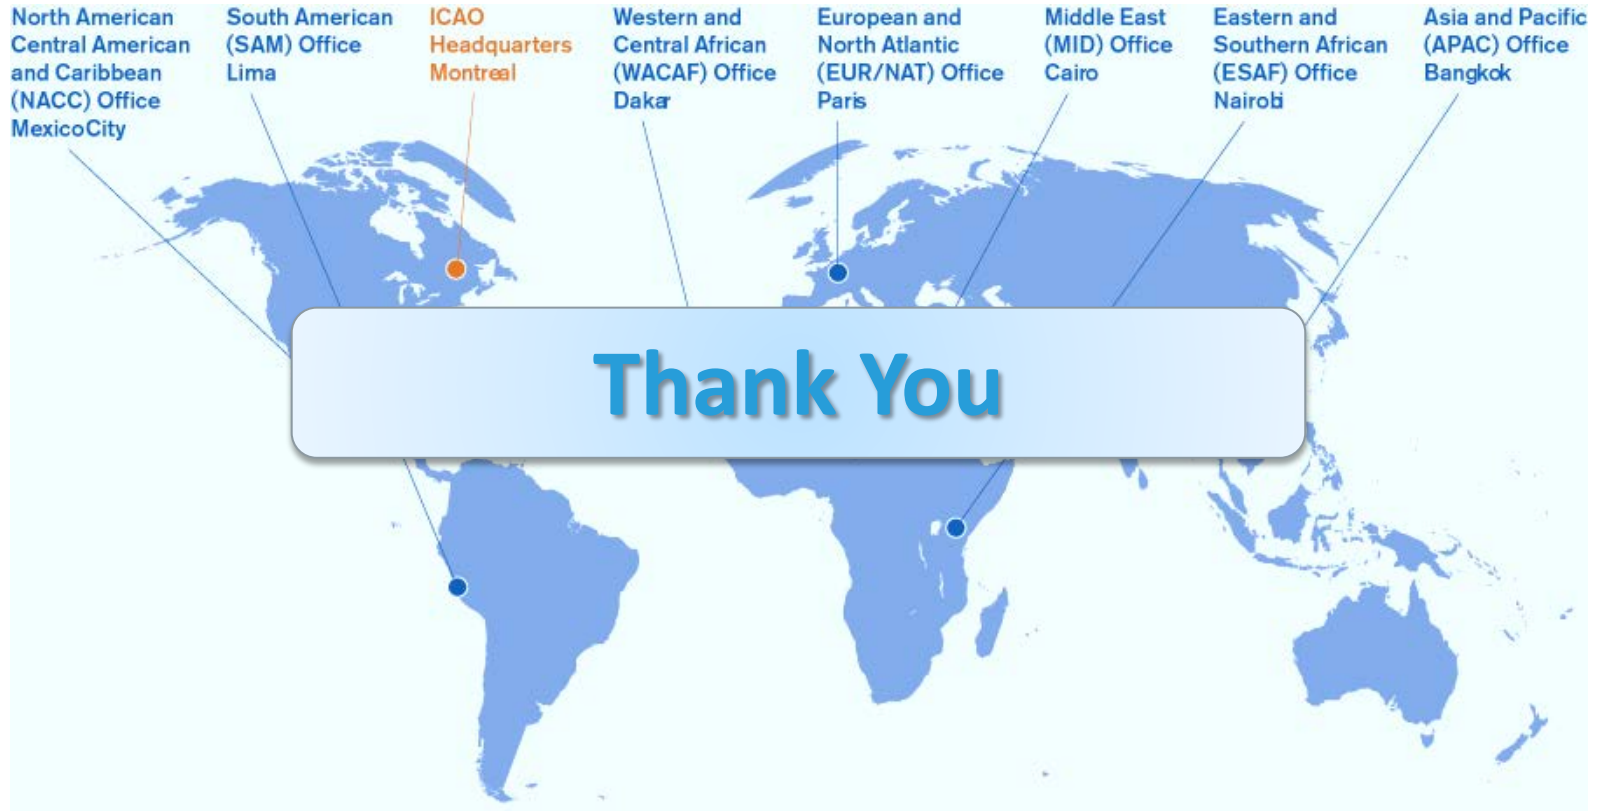 North American
Central American
and Caribbean
(NACC) Office
MexicoCity
South American
(SAM) Office
Lima
ICAO
Headquarters
Montreal
Western and
Central African
(WACAF) Office
Dakar
European and
North Atlantic
(EUR/NAT) Office
Paris
Middle East
(MID) Office
Cairo
Eastern and
Southern African
(ESAF) Office
Nairobi
Asia and Pacific
(APAC) Office
Bangkok
Thank You